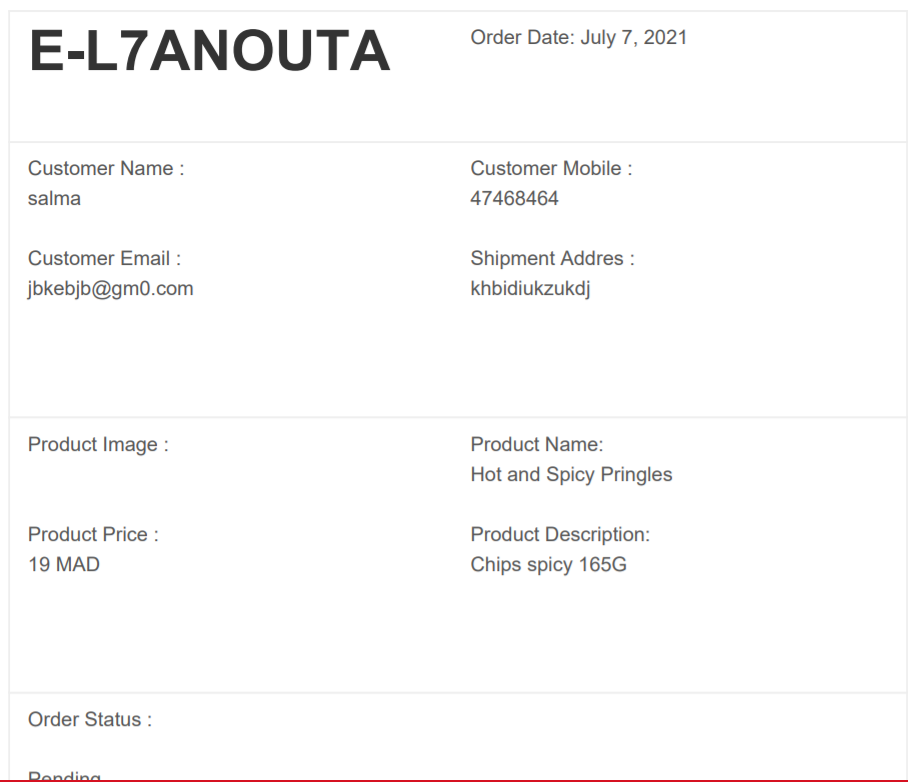 E-L7ANOUTA
Order Date: July 7, 2021
Customer Name :
salma
Customer Mobile :
47468464
Customer Email :
jbkebjb@gm0.com
Shipment Addres :
khbidiukzukdj
Product Image :
Product Name:
Hot and Spicy Pringles
Product Price :
19 MAD
Product Description:
Chips spicy 165G
Order Status :
Pending